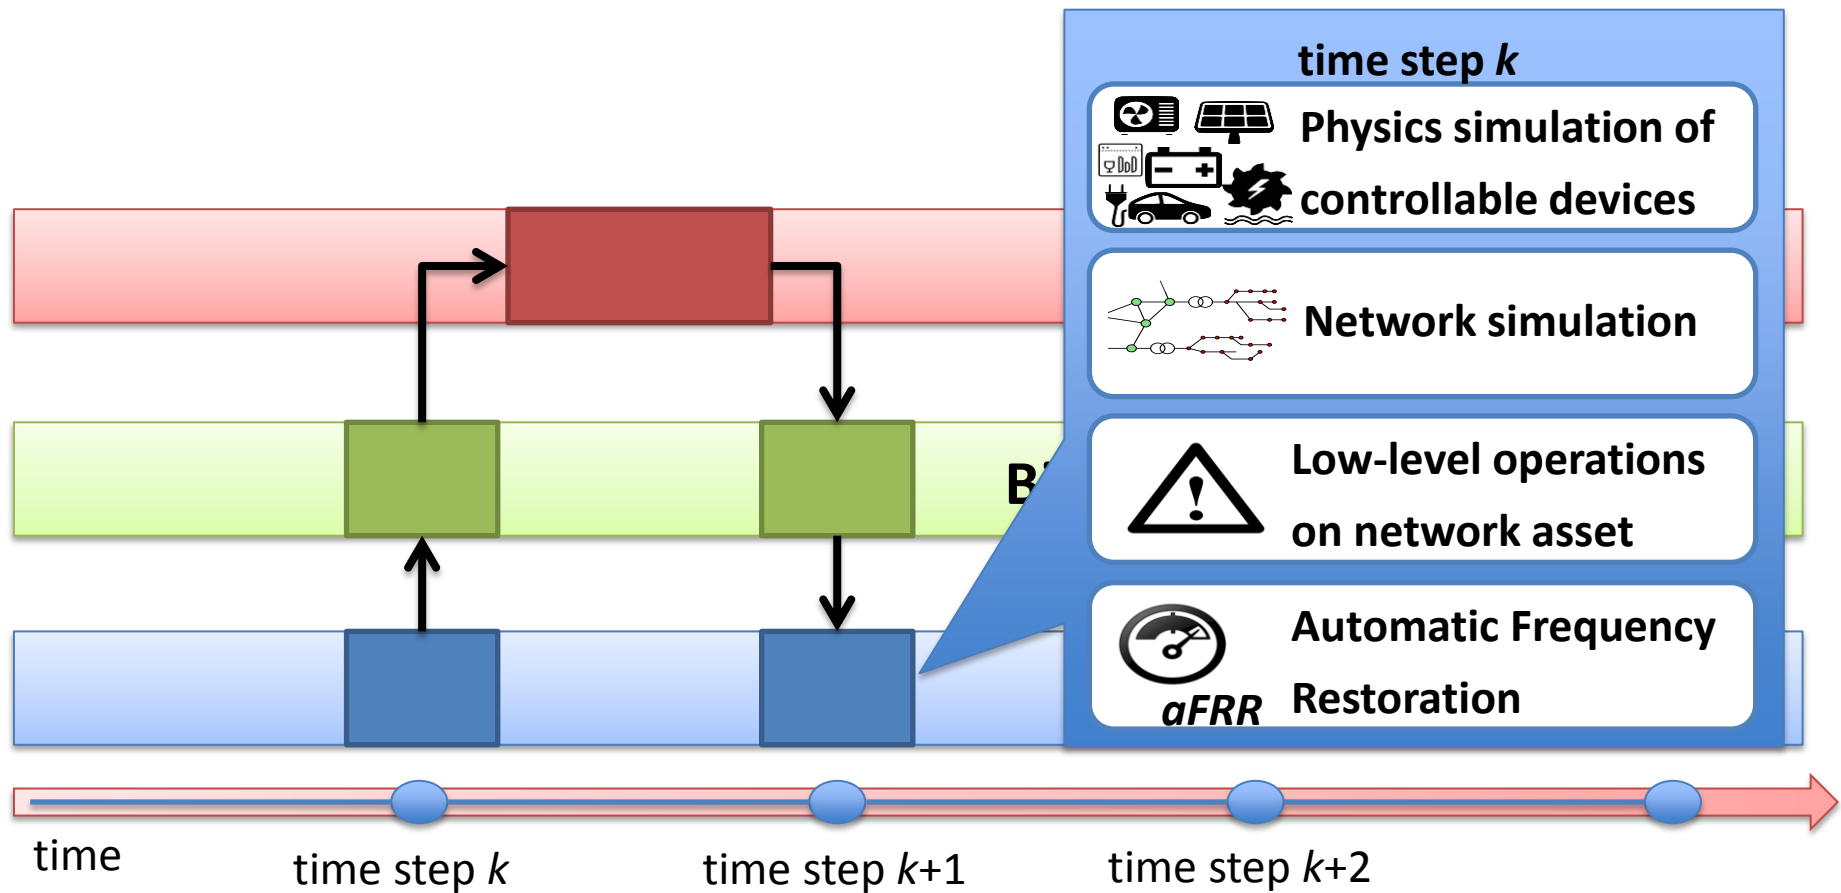 time step k
Physics simulation of
controllable devices
Network simulation
Low-level operations
on network asset
Automatic Frequency
Restoration
aFRR
time
time step k
time step k+1
time step k+2